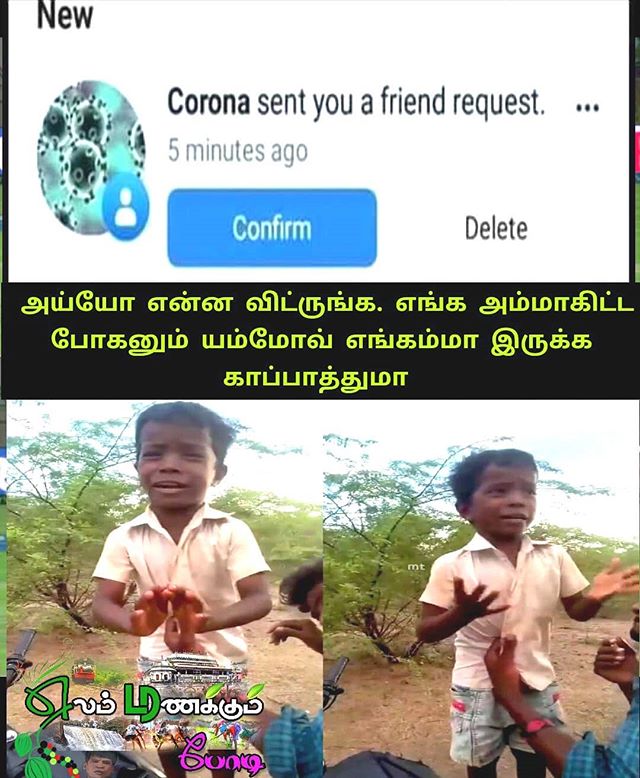 New
Corona sent you a friend request.
5 minutes ago
Confirm
Delete
அய்யோ என்ன விட்ருங்க. எங்க அம்மாகிட்ட
போகனும் யம்மோவ் எங்கம்மா இருக்க
காப்பாத்துமா
mt
ஏலம் மணக்கும்
போடி